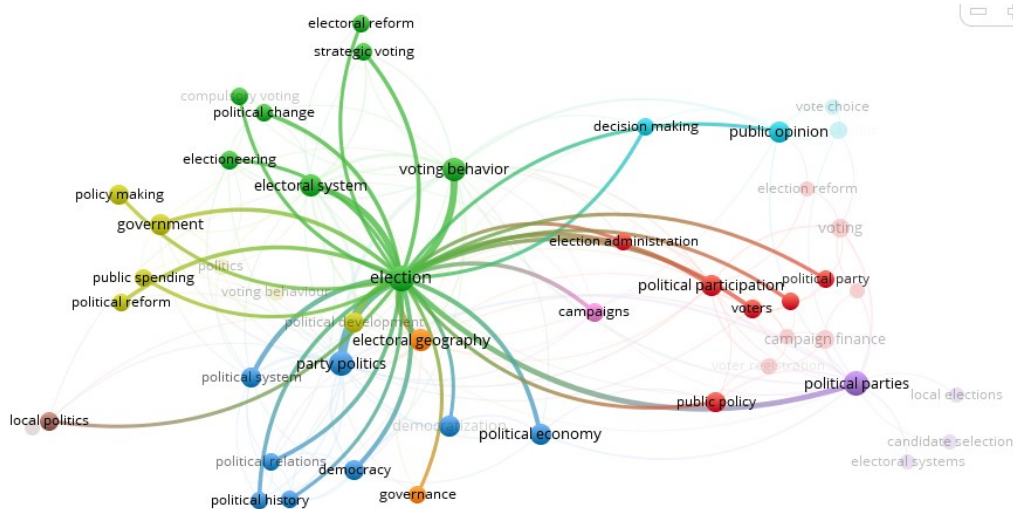 electoral reform
strategic voting
compulsory voting
political change
vote choice
decision making
public opinion
electioneering
voting behavior
electoral system
policy making
election reform
government
voting
election administration
politics
election
public spending
political party
political participation
voting behaviour
political reform
voters
campaigns
political development
electoral geography
campaign finance
party politics
voter registration
political system
political parties
local elections
public policy
local politics
democratization
political economy
candidate selection
political relations
electoral systems
democracy
governance
political history